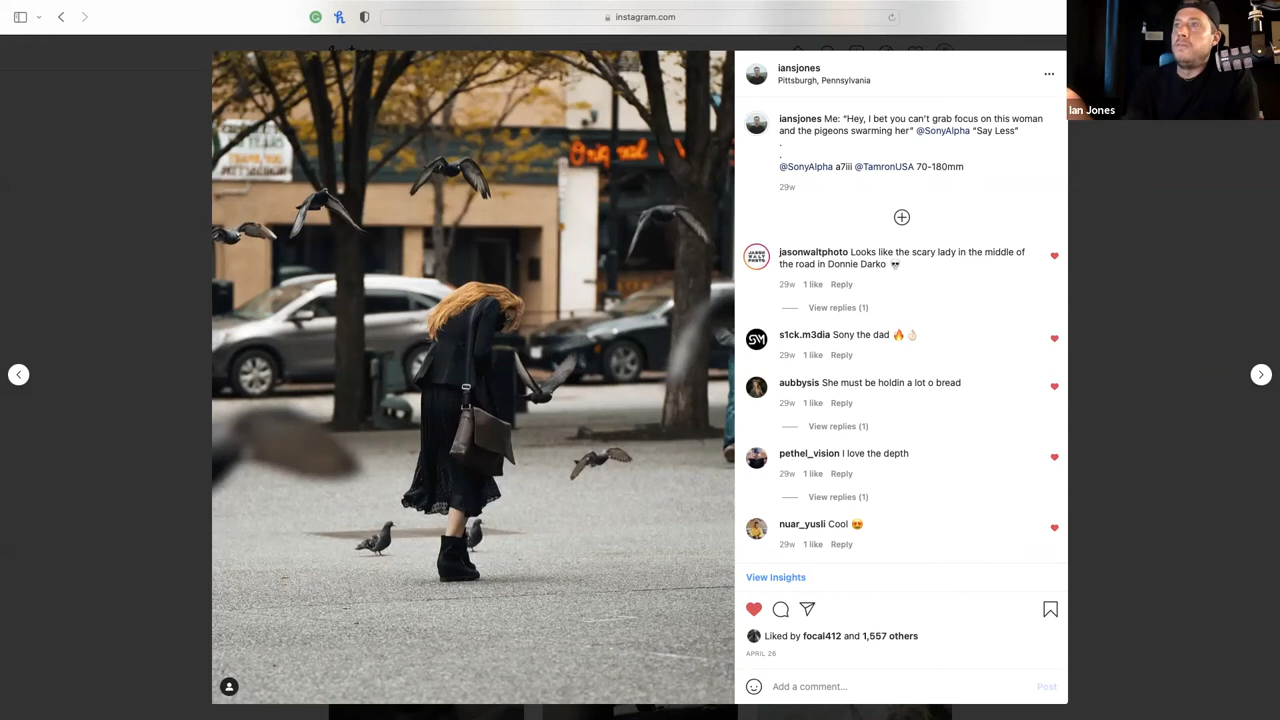 instagram.com
Ian Jones
iansjones
Pittsburgh, Pennsylvania
iansjones Me: “Hey, I bet you can't grab focus on this woman
and the pigeons swarming her” @SonyAlpha “Say Less”
.
.
@SonyAlpha a7iii @TamronUSA 70-180mm
29w
JASON
WALT
PHOTO
jasonwaltphoto Looks like the scary lady in the middle of
the road in Donnie Darko 💀
29w 1 like Reply
View replies (1)
SM
s1ck.m3dia Sony the dad 🔥👌🏻
29w 1 like Reply
aubbysis She must be holdin a lot o bread
29w 1 like Reply
View replies (1)
pethel_vision I love the depth
29w 1 like Reply
View replies (1)
nuar_yusli Cool 😍
29w 1 like Reply
View Insights
Liked by focal412 and 1,557 others
APRIL 26
Add a comment...
Post
Original